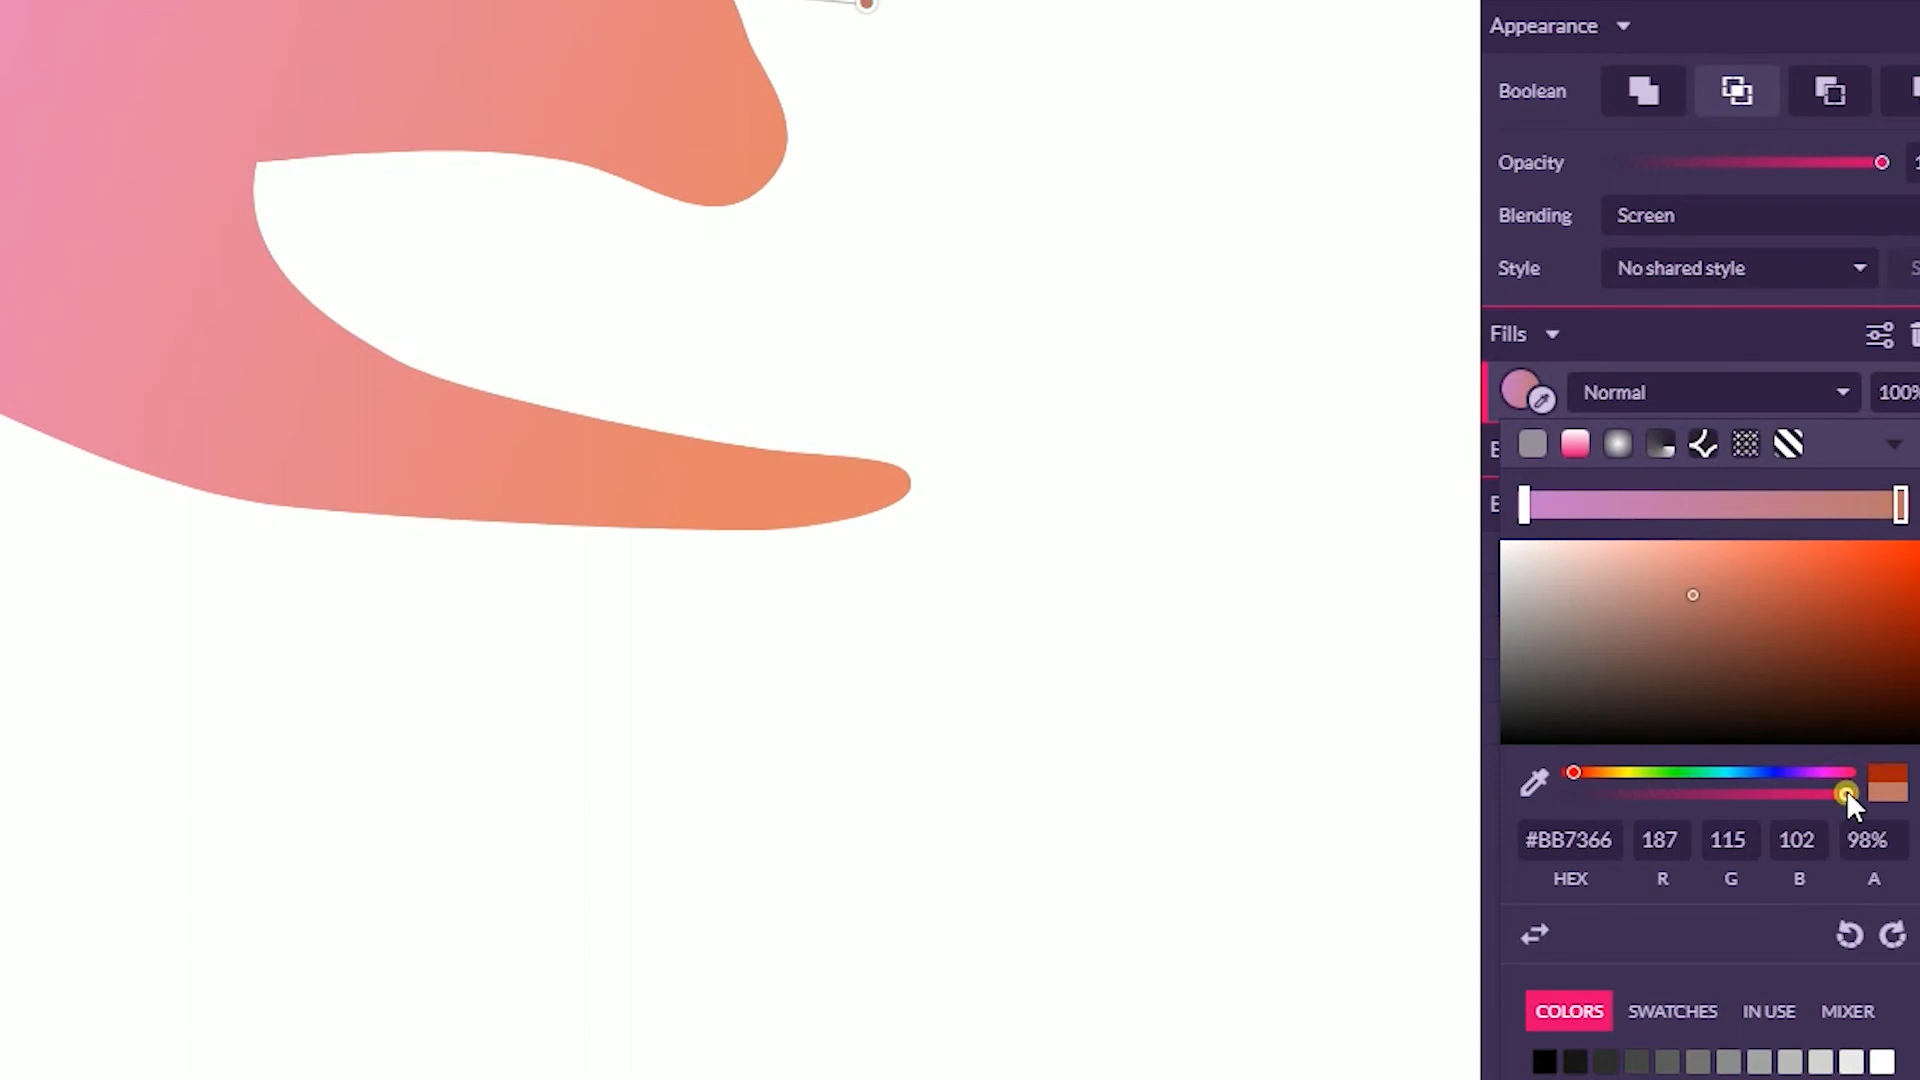 Appearance
Boolean
Opacity
Blending Screen
Style No shared style
Fills
Normal 100%
#BB7366 187 115 102 98%
HEX R G B A
COLORS SWATCHES IN USE MIXER